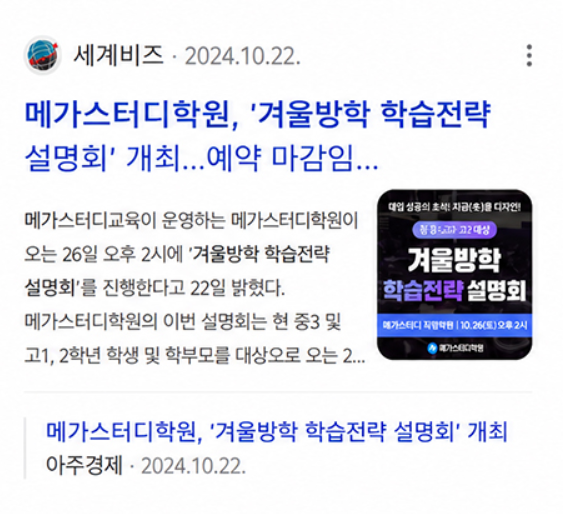 세계비즈 · 2024.10.22.
메가스터디학원, '겨울방학 학습전략
설명회' 개최...예약 마감임...
메가스터디교육이 운영하는 메가스터디학원이
오는 26일 오후 2시에 '겨울방학 학습전략
설명회'를 진행한다고 22일 밝혔다.
메가스터디학원의 이번 설명회는 현 중3 및
고1, 2학년 학생 및 학부모를 대상으로 오는 2...
대입 성공의 초석! 지금(돗)을 디자인!
고2 대상
겨울방학
학습전략 설명회
메가스터디 직영학원 | 10.26(토) 오후 2시
메가스터디학원
메가스터디학원, '겨울방학 학습전략 설명회' 개최
아주경제 · 2024.10.22.